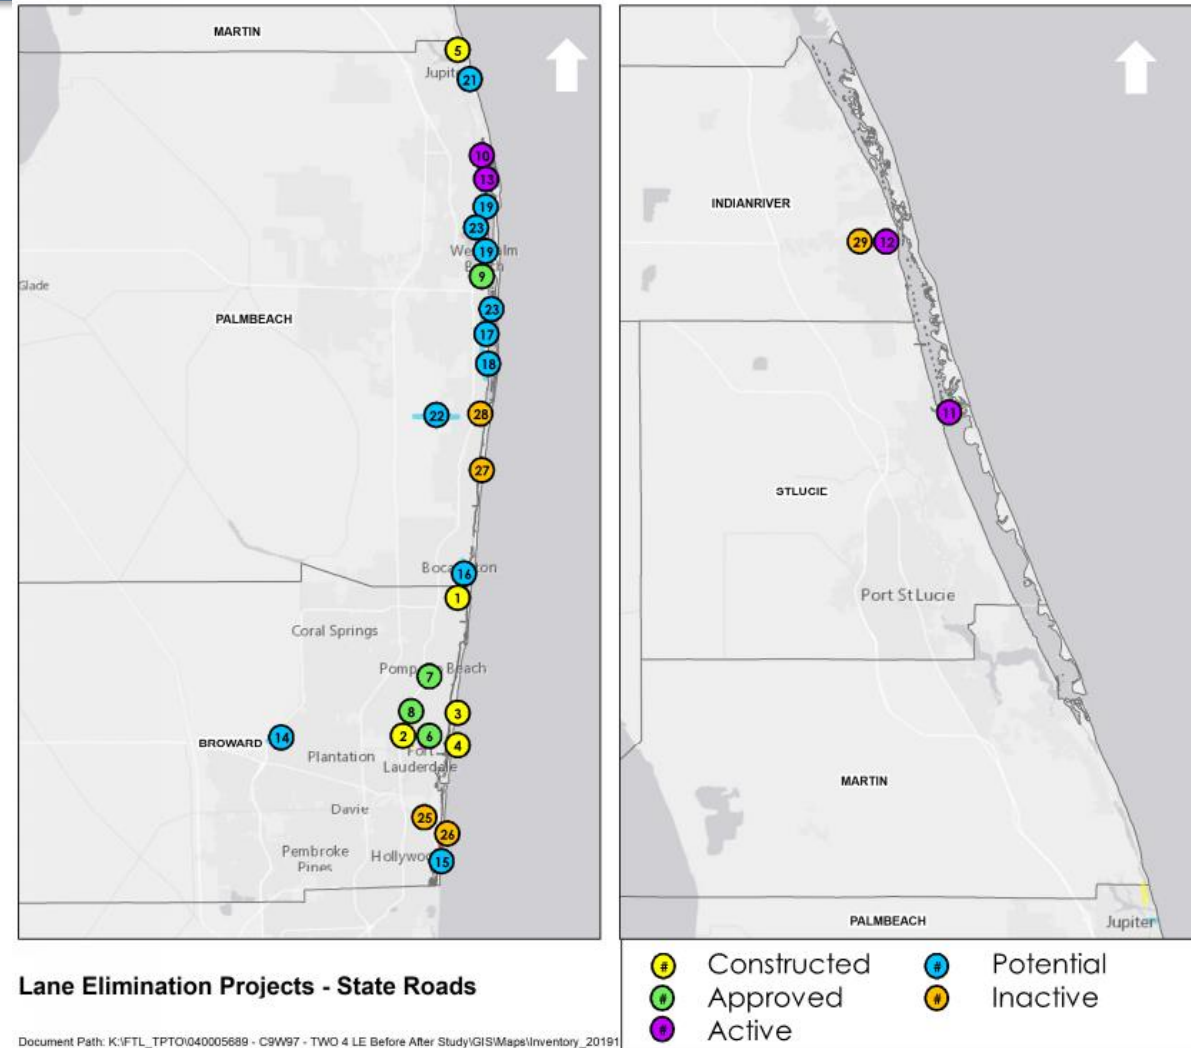 MARTIN
5
Jupit
21
10
13
19
23
19
We lm
B ch
9
Glade
PALMBEACH
23
17
18
22
28
27
Boca ton
16
1
Coral Springs
Pomp Beach
7
8
3
BROWARD
14
2
6
4
Plantation
Fort
Lauderdale
Davie
25
26
Pembroke
Pines
Hollywoo
15
INDIANRIVER
29
12
11
STLUCIE
Port St Lucie
MARTIN
PALMBEACH
Jupiter
Lane Elimination Projects - State Roads
Document Path: K:\FTL_TPTO\040005689 - C9W97 - TWO 4 LE Before After Study\GIS\Maps\Inventory_20191
# Constructed
# Approved
# Active
# Potential
# Inactive